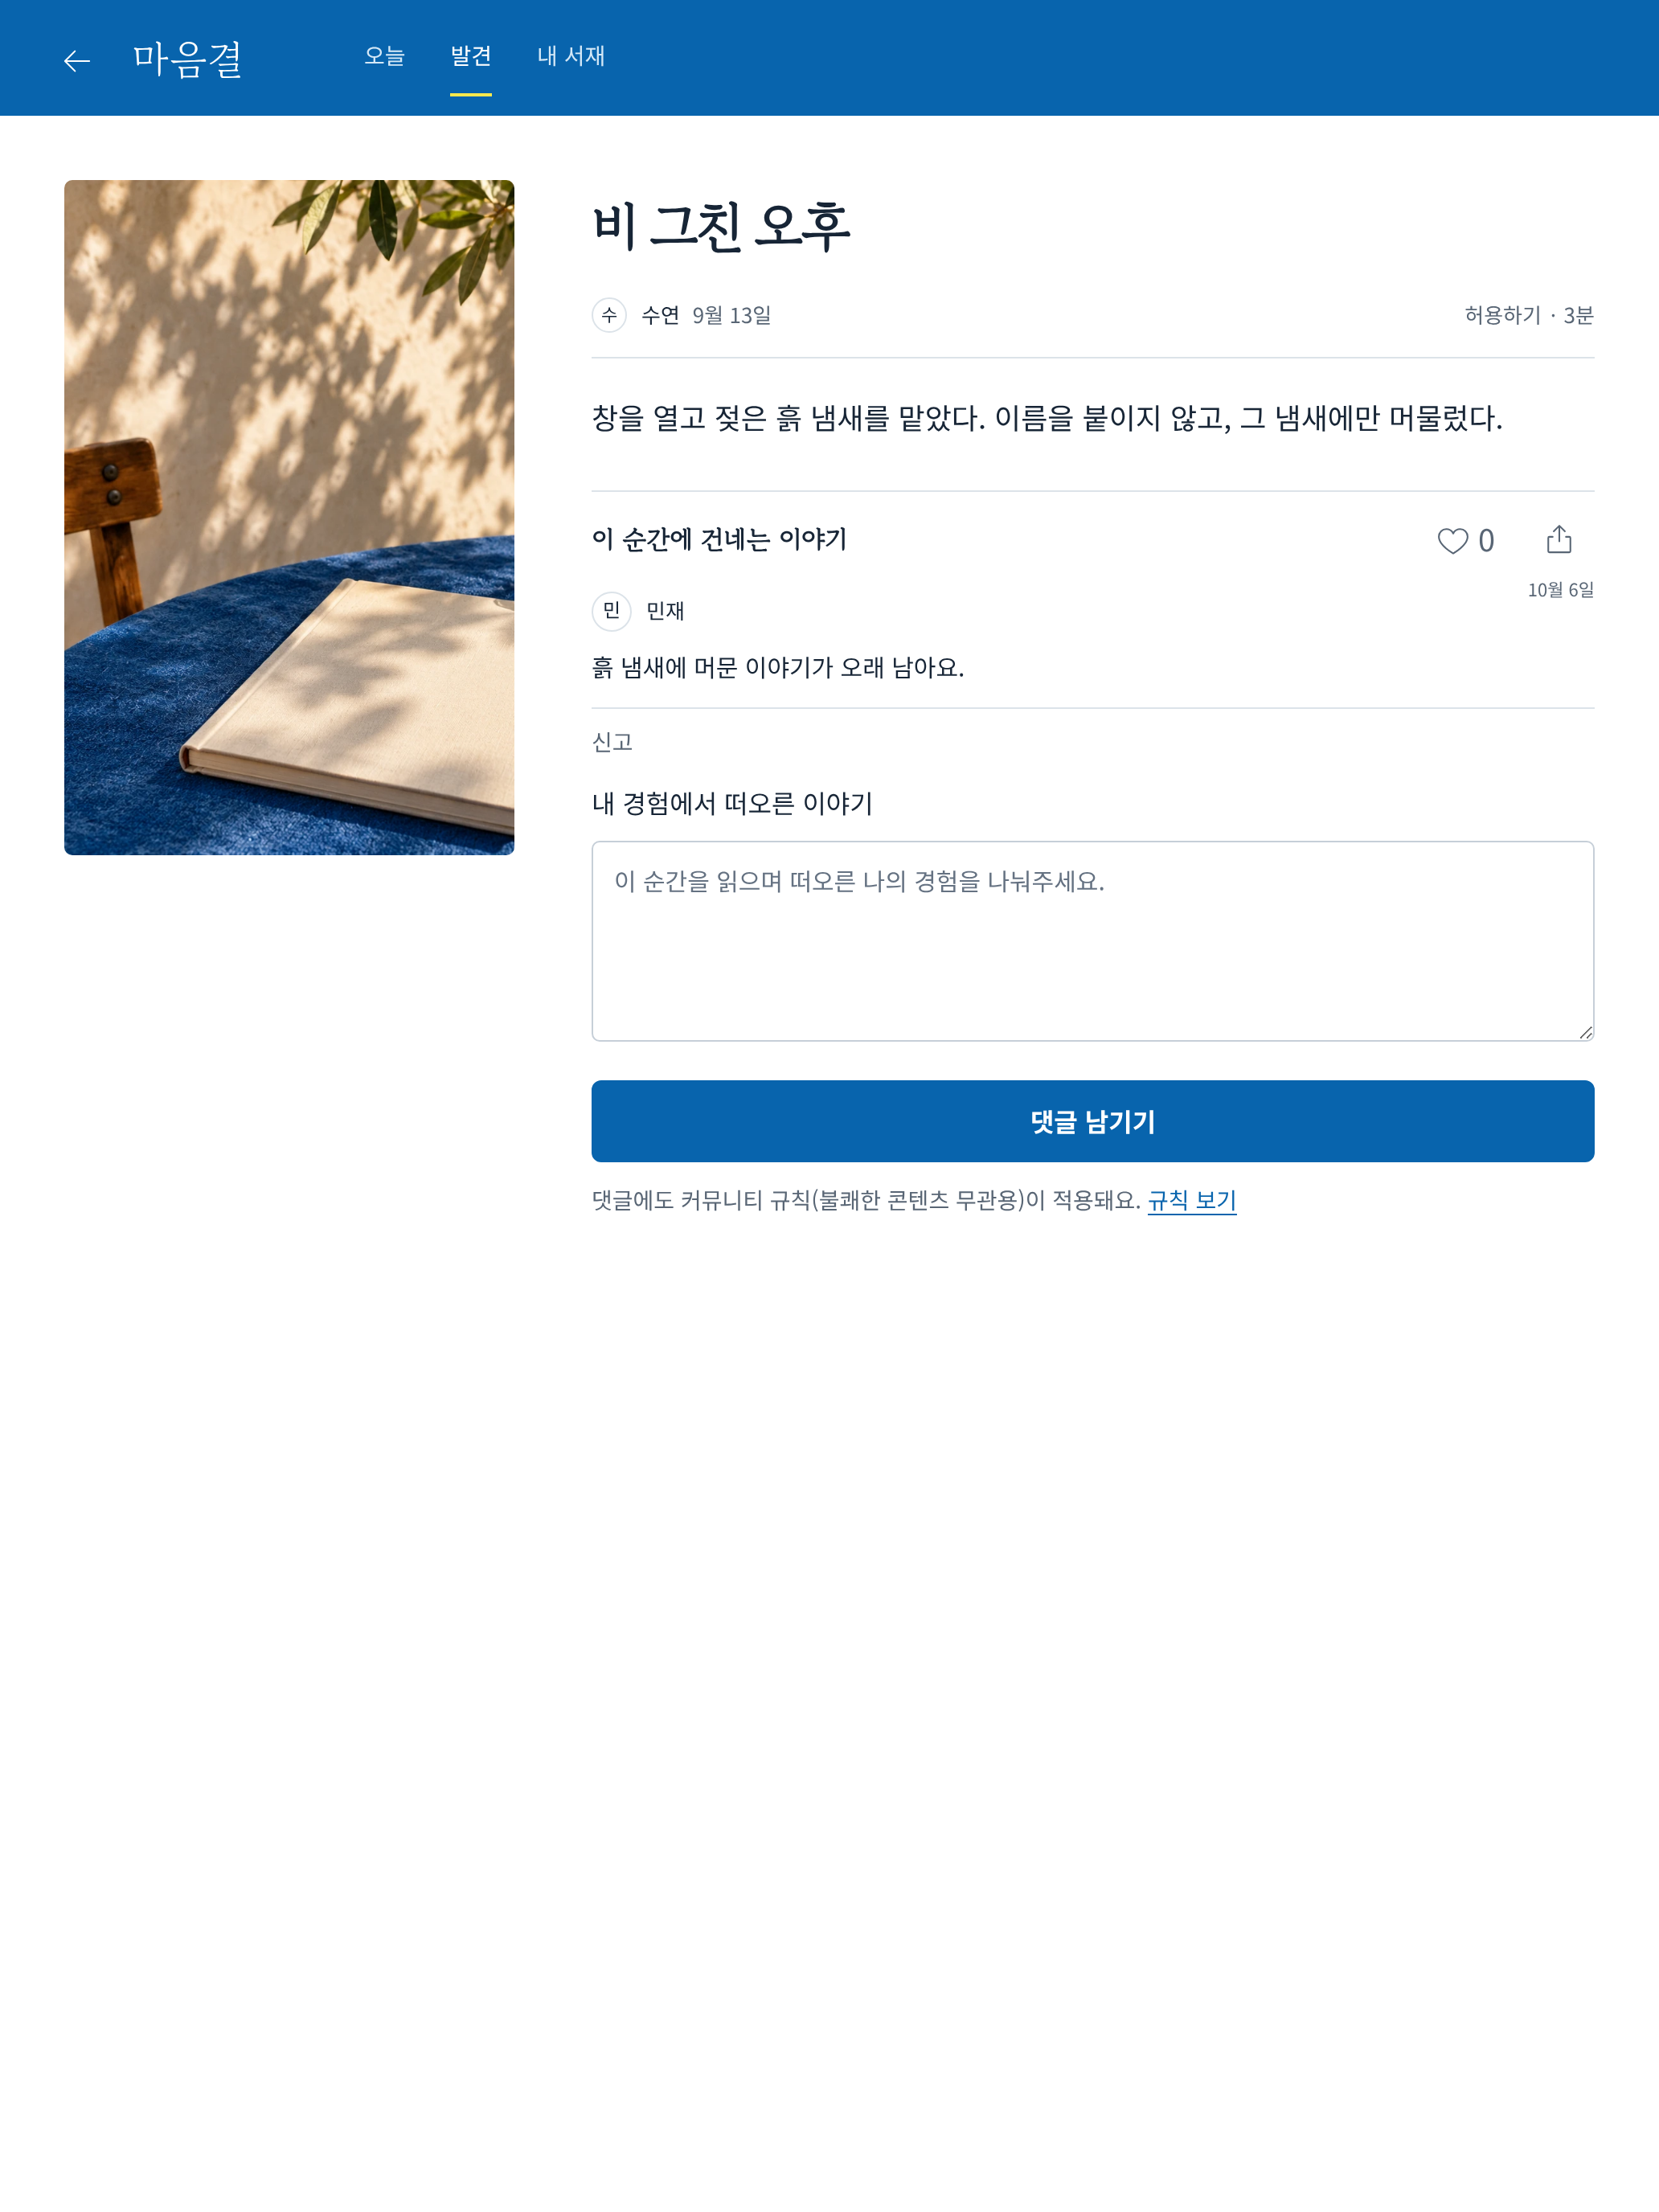 마음결
오늘 발견 내 서재
비 그친 오후
수 수연 9월 13일 허용하기 · 3분
창을 열고 젖은 흙 냄새를 맡았다. 이름을 붙이지 않고, 그 냄새에만 머물렀다.
이 순간에 건네는 이야기 0
10월 6일
민 민재
흙 냄새에 머문 이야기가 오래 남아요.
신고
내 경험에서 떠오른 이야기
이 순간을 읽으며 떠오른 나의 경험을 나눠주세요.
댓글 남기기
댓글에도 커뮤니티 규칙(불쾌한 콘텐츠 무관용)이 적용돼요. 규칙 보기